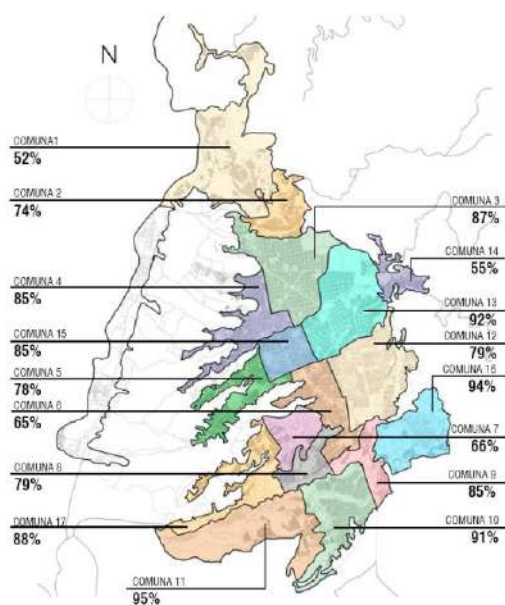 N
COMUNA1
52%
COMUNA 2
74%
COMUNA 3
87%
COMUNA 14
55%
COMUNA 4
85%
COMUNA 13
92%
COMUNA 15
85%
COMUNA 12
79%
COMUNA 5
78%
COMUNA 16
94%
COMUNA 6
65%
COMUNA 7
66%
COMUNA 8
79%
COMUNA 9
85%
COMUNA 17
88%
COMUNA 10
91%
COMUNA 11
95%